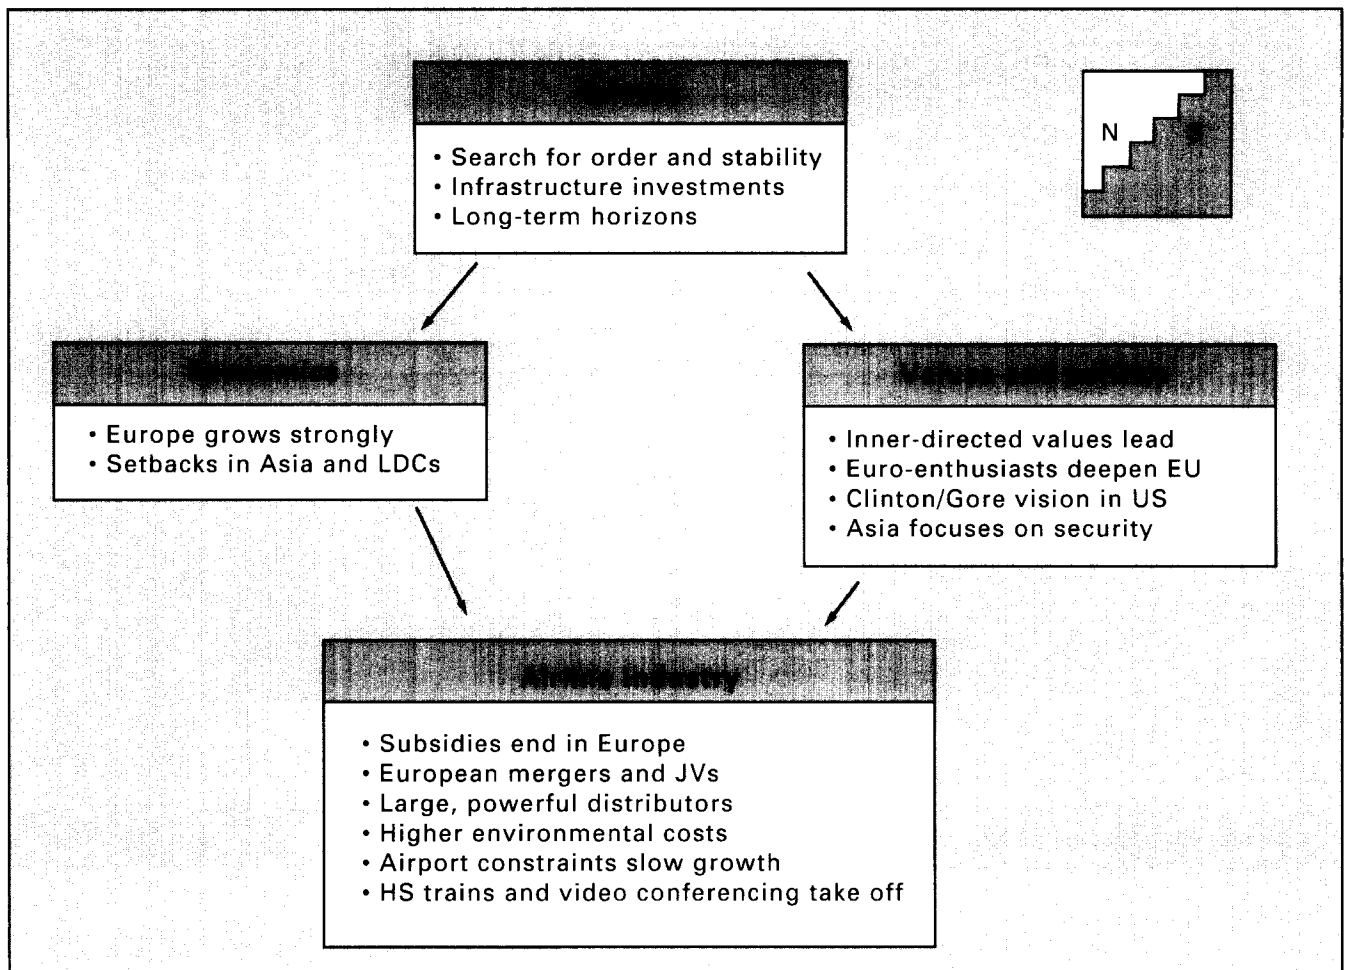 N
• Search for order and stability
• Infrastructure investments
• Long-term horizons
• Europe grows strongly
• Setbacks in Asia and LDCs
• Inner-directed values lead
• Euro-enthusiasts deepen EU
• Clinton/Gore vision in US
• Asia focuses on security
Airline industry
• Subsidies end in Europe
• European mergers and JVs
• Large, powerful distributors
• Higher environmental costs
• Airport constraints slow growth
• HS trains and video conferencing take off